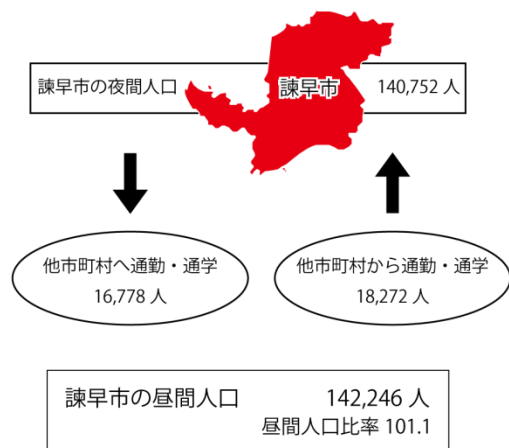 諫早市の夜間人口 諫早市 140,752 人
他市町村へ通勤・通学
16,778 人
他市町村から通勤・通学
18,272 人
諫早市の昼間人口 142,246 人
昼間人口比率 101.1